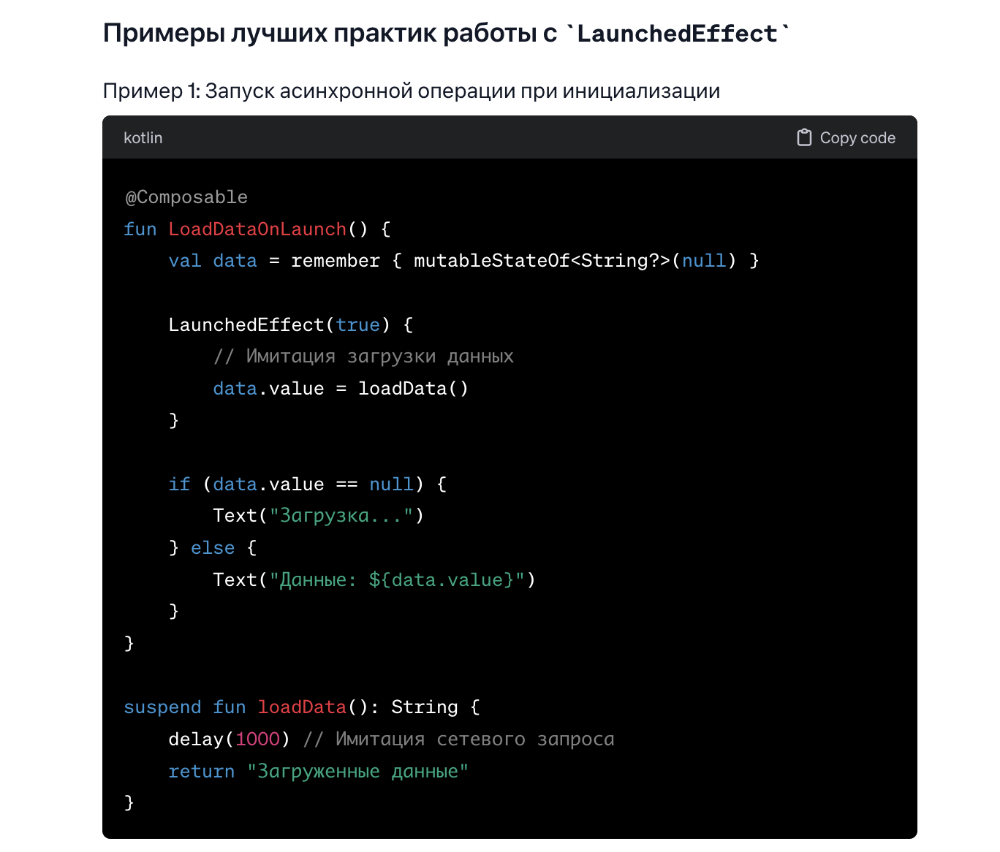 Примеры лучших практик работы с `LaunchedEffect`
Пример 1: Запуск асинхронной операции при инициализации
kotlin
Copy code
@Composable
fun LoadDataOnLaunch() {
    val data = remember { mutableStateOf<String?>(null) }
    LaunchedEffect(true) {
        // Имитация загрузки данных
        data.value = loadData()
    }
    if (data.value == null) {
        Text("Загрузка...")
    } else {
        Text("Данные: ${data.value}")
    }
}
suspend fun loadData(): String {
    delay(1000) // Имитация сетевого запроса
    return "Загруженные данные"
}